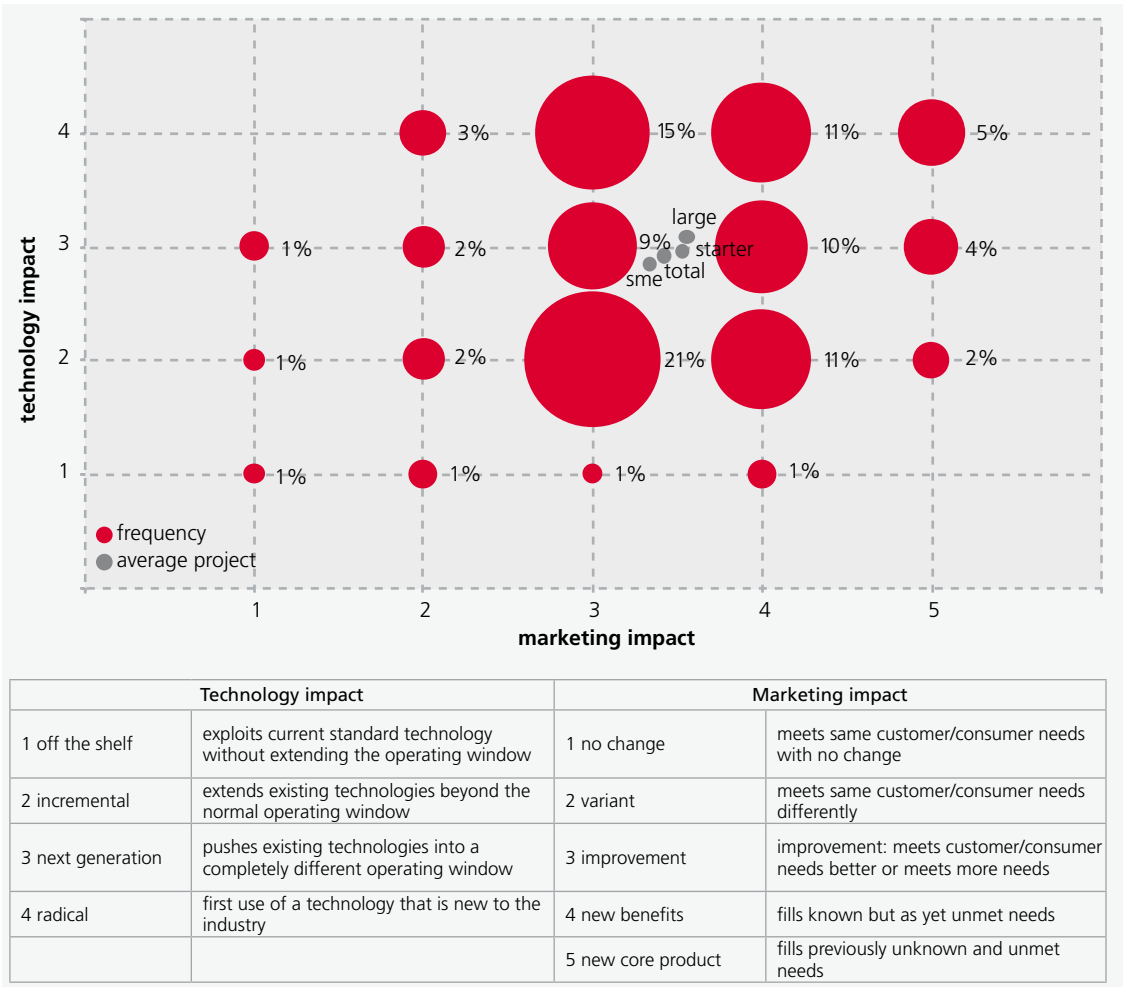 4
3%
15%
11%
5%
large
3
1%
2%
9%
starter
10%
4%
sme
total
2
1%
2%
21%
11%
2%
1
1%
1%
1%
1%
technology impact
frequency
average project
1
2
3
4
5
marketing impact
Technology impact
Marketing impact
1 off the shelf
exploits current standard technology
without extending the operating window
1 no change
meets same customer/consumer needs
with no change
2 incremental
extends existing technologies beyond the
normal operating window
2 variant
meets same customer/consumer needs
differently
3 next generation
pushes existing technologies into a
completely different operating window
3 improvement
improvement: meets customer/consumer
needs better or meets more needs
4 radical
first use of a technology that is new to the
industry
4 new benefits
fills known but as yet unmet needs
5 new core product
fills previously unknown and unmet
needs